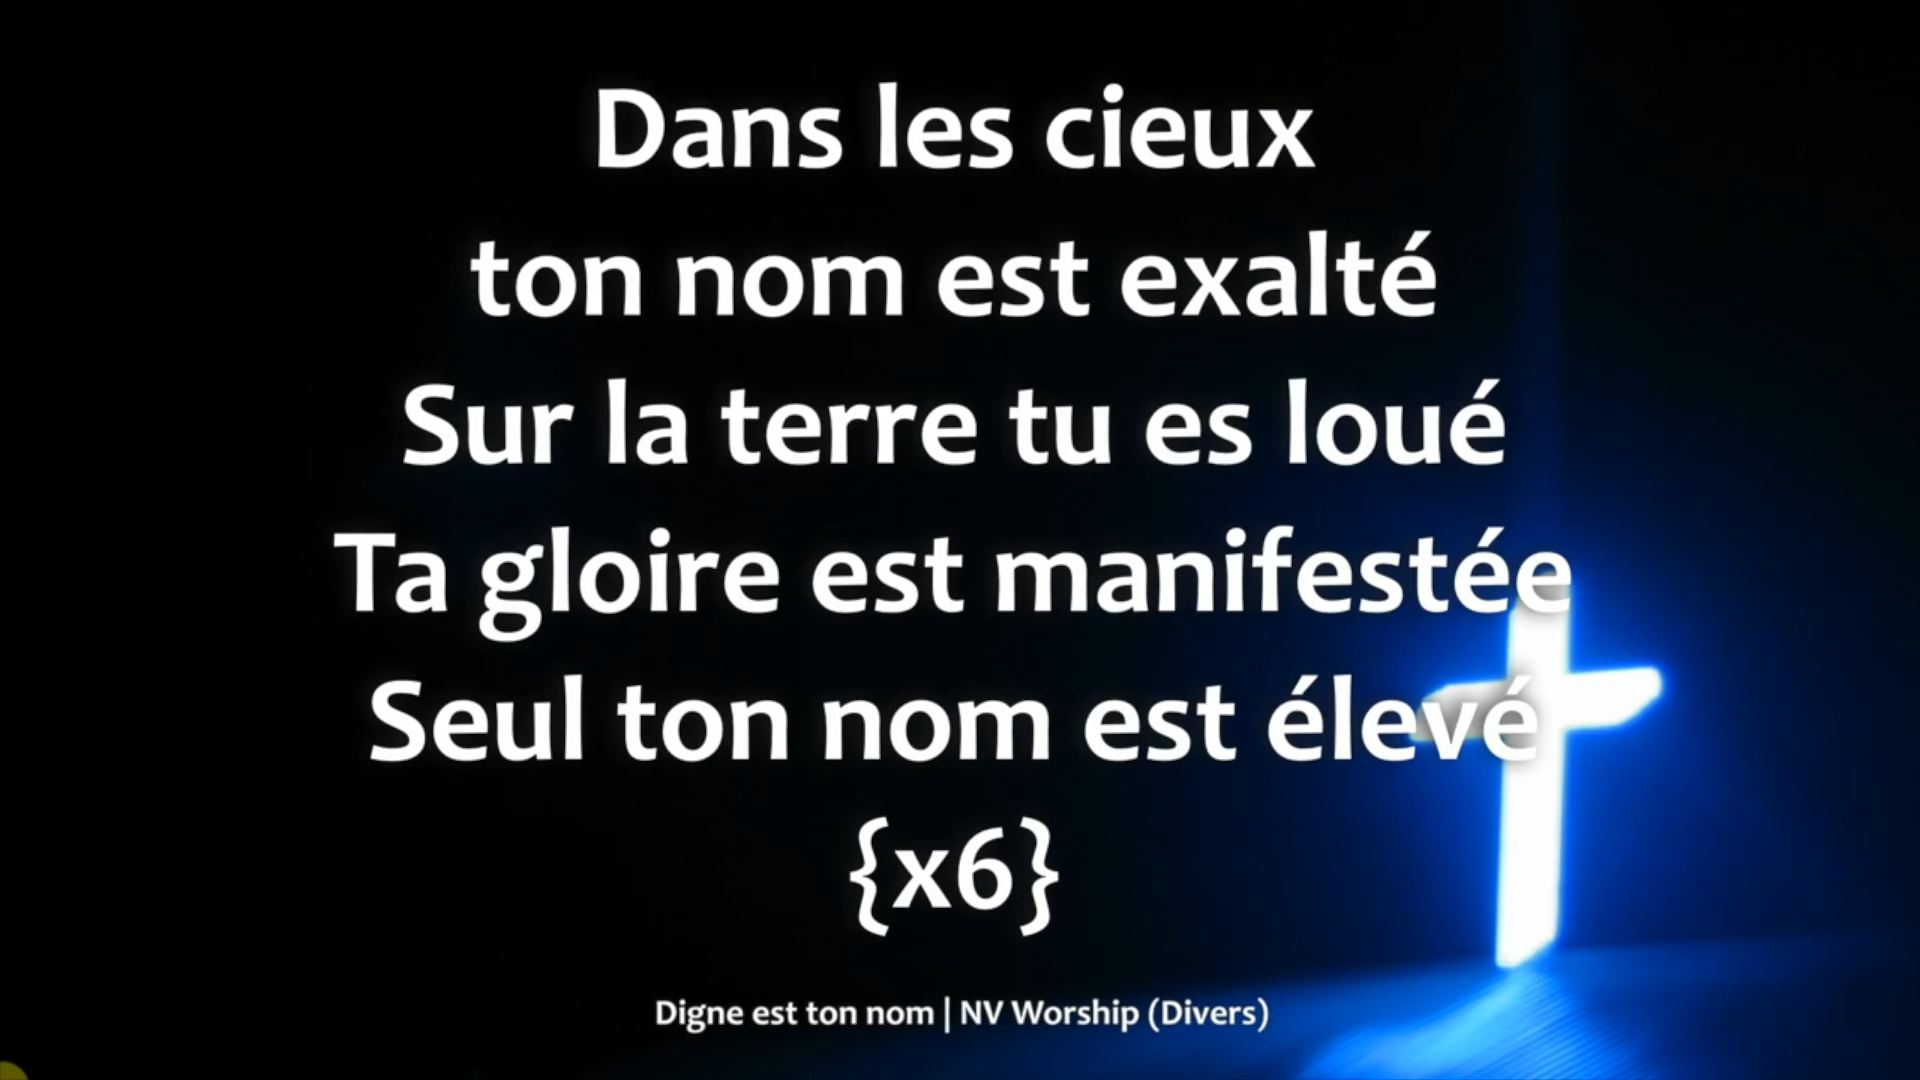 Dans les cieux
ton nom est exalté
Sur la terre tu es loué
Ta gloire est manifestée
Seul ton nom est élevé
{x6}
Digne est ton nom | NV Worship (Divers)